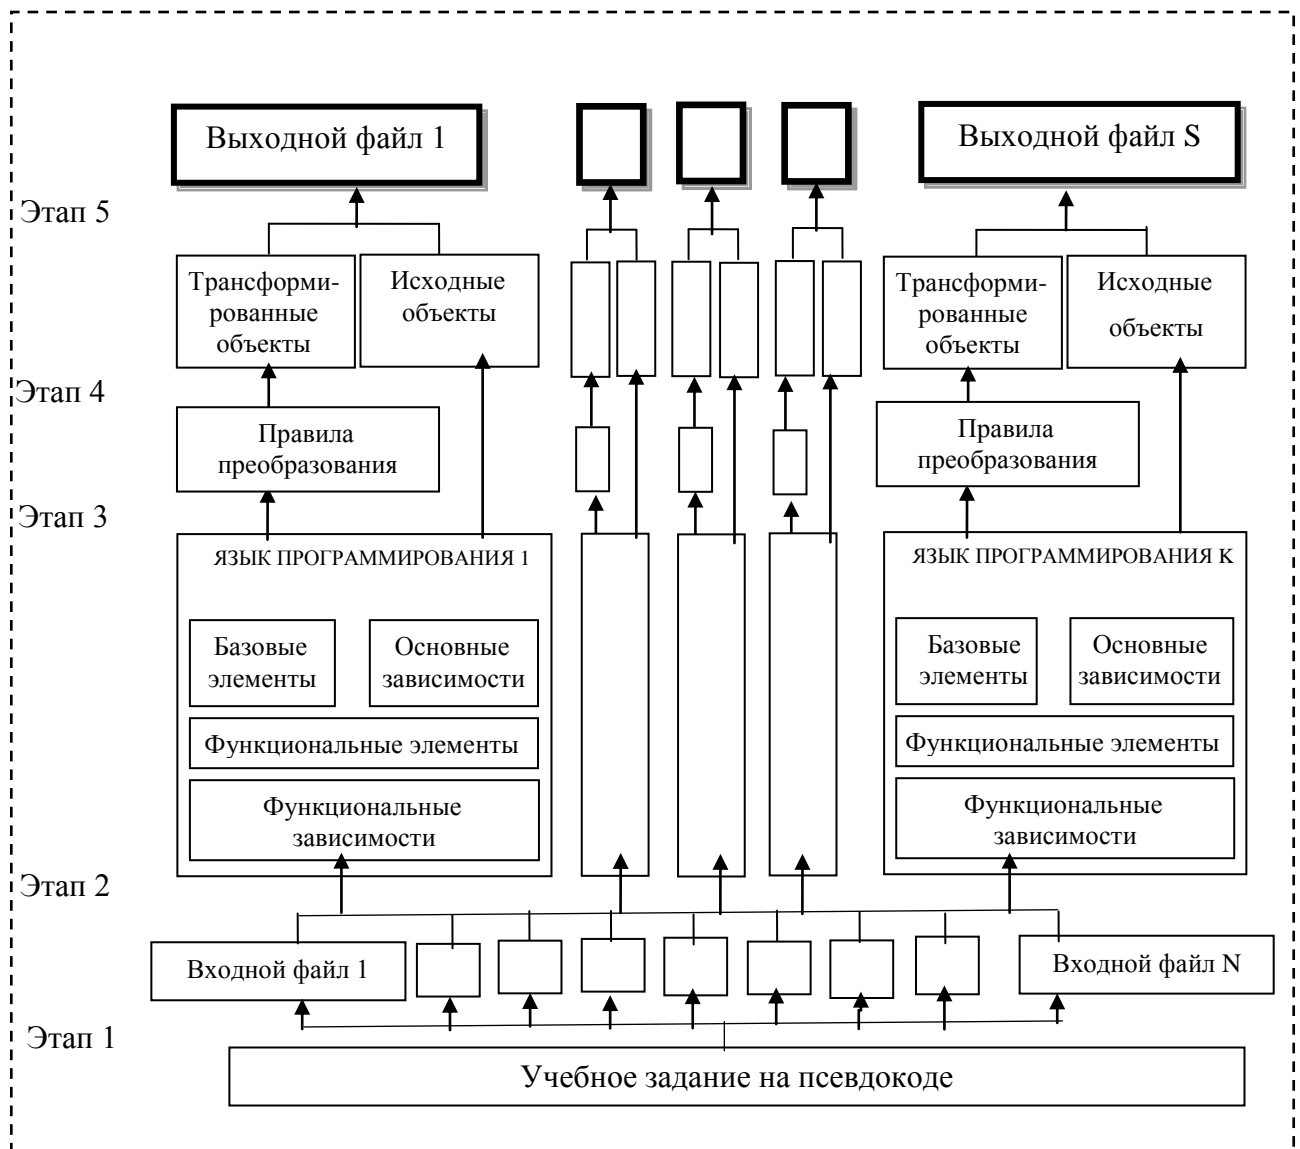 Выходной файл 1
Выходной файл S
Этап 5
Трансформи-
рованные
объекты
Исходные
объекты
Трансформи-
рованные
объекты
Исходные
объекты
Этап 4
Правила
преобразования
Правила
преобразования
Этап 3
ЯЗЫК ПРОГРАММИРОВАНИЯ 1
ЯЗЫК ПРОГРАММИРОВАНИЯ K
Базовые
элементы
Основные
зависимости
Базовые
элементы
Основные
зависимости
Функциональные элементы
Функциональные элементы
Функциональные
зависимости
Функциональные
зависимости
Этап 2
Входной файл 1
Входной файл N
Этап 1
Учебное задание на псевдокоде